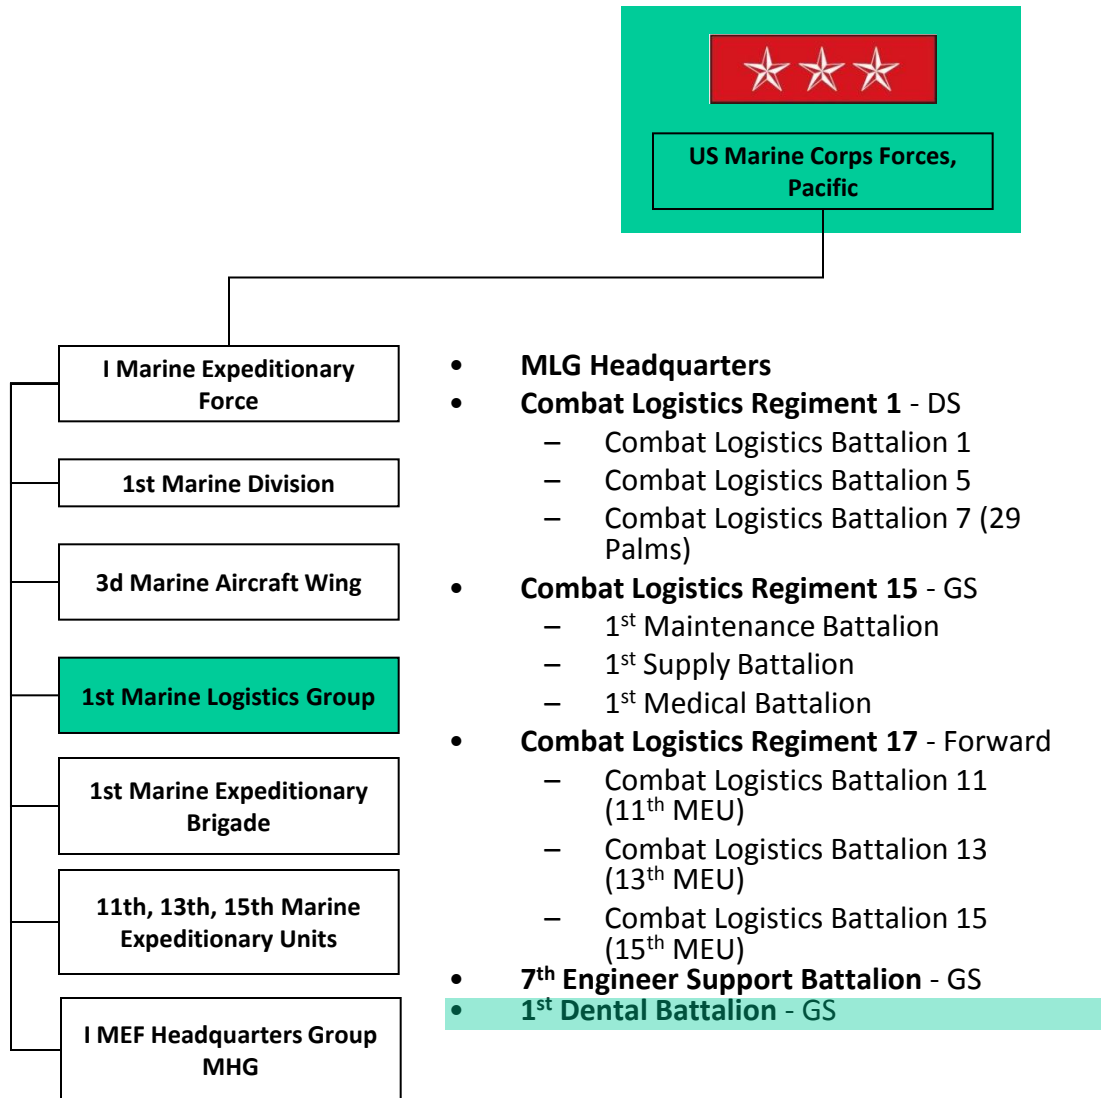 US Marine Corps Forces,
Pacific
I Marine Expeditionary
Force
1st Marine Division
3d Marine Aircraft Wing
1st Marine Logistics Group
1st Marine Expeditionary
Brigade
11th, 13th, 15th Marine
Expeditionary Units
I MEF Headquarters Group
MHG
• MLG Headquarters
• Combat Logistics Regiment 1 - DS
– Combat Logistics Battalion 1
– Combat Logistics Battalion 5
– Combat Logistics Battalion 7 (29
Palms)
• Combat Logistics Regiment 15 - GS
– 1st Maintenance Battalion
– 1st Supply Battalion
– 1st Medical Battalion
• Combat Logistics Regiment 17 - Forward
– Combat Logistics Battalion 11
(11th MEU)
– Combat Logistics Battalion 13
(13th MEU)
– Combat Logistics Battalion 15
(15th MEU)
• 7th Engineer Support Battalion - GS
• 1st Dental Battalion - GS